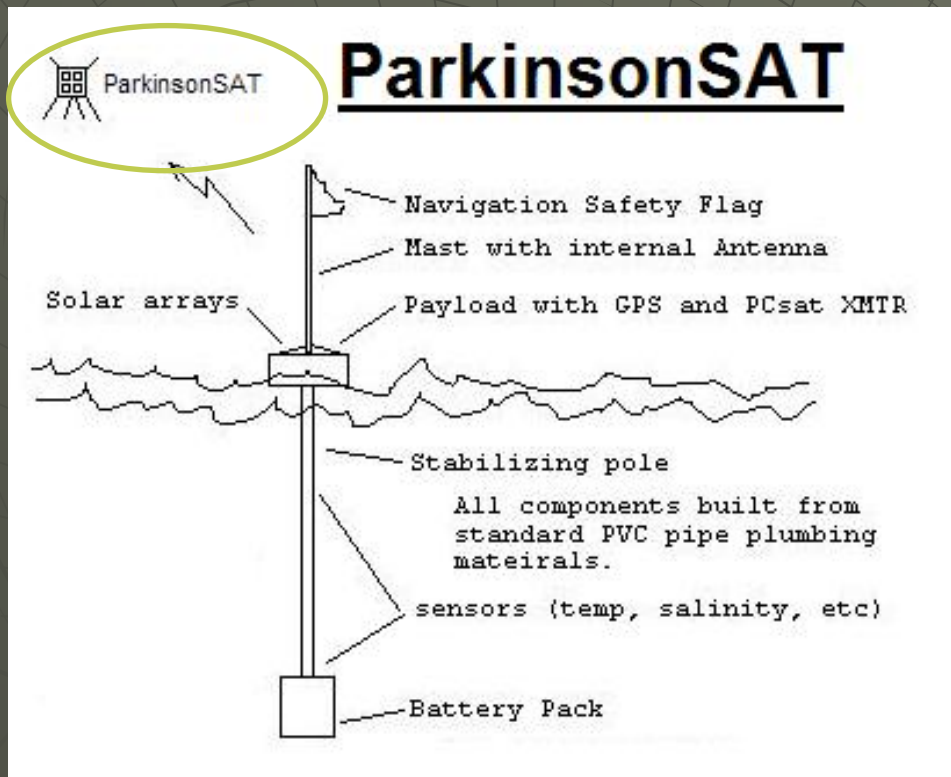 ParkinsonSAT
ParkinsonSAT
Navigation Safety Flag
Mast with internal Antenna
Solar arrays
Payload with GPS and PCsat XMTR
Stabilizing pole
All components built from
standard PVC pipe plumbing
mateirals.
sensors (temp, salinity, etc)
Battery Pack